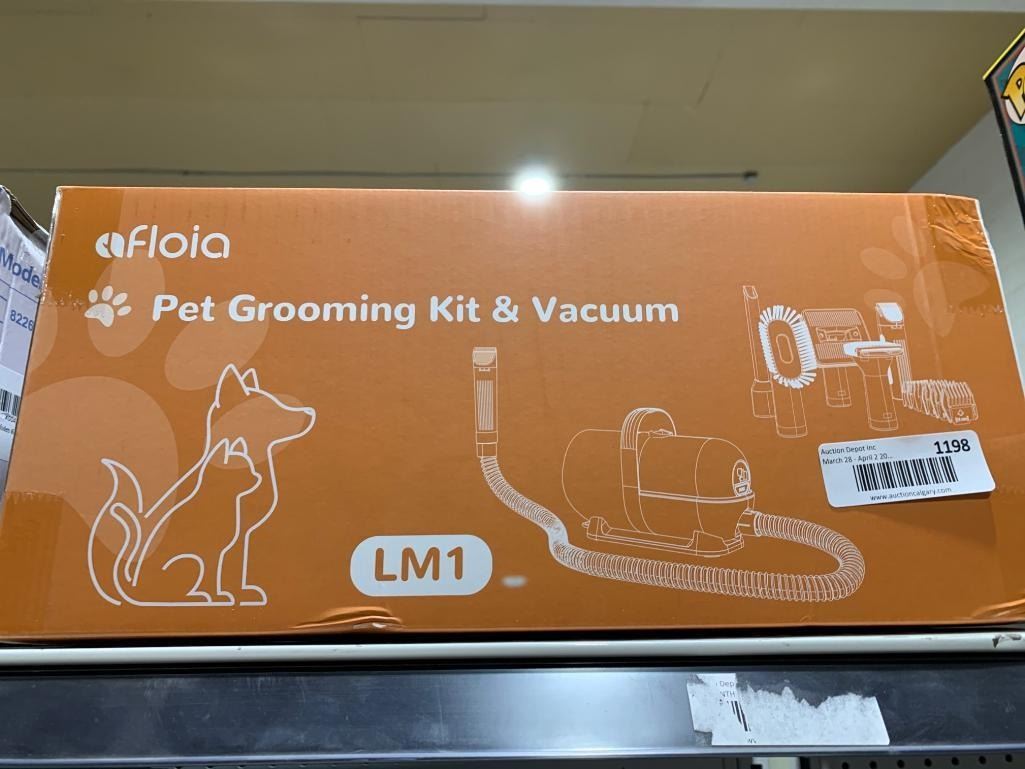 afloia
Pet Grooming Kit & Vacuum
LM1
Auction Depot Inc
March 28 - April 2 20...
1198
www.auctioncalgary.com
Mode
8226
Dep